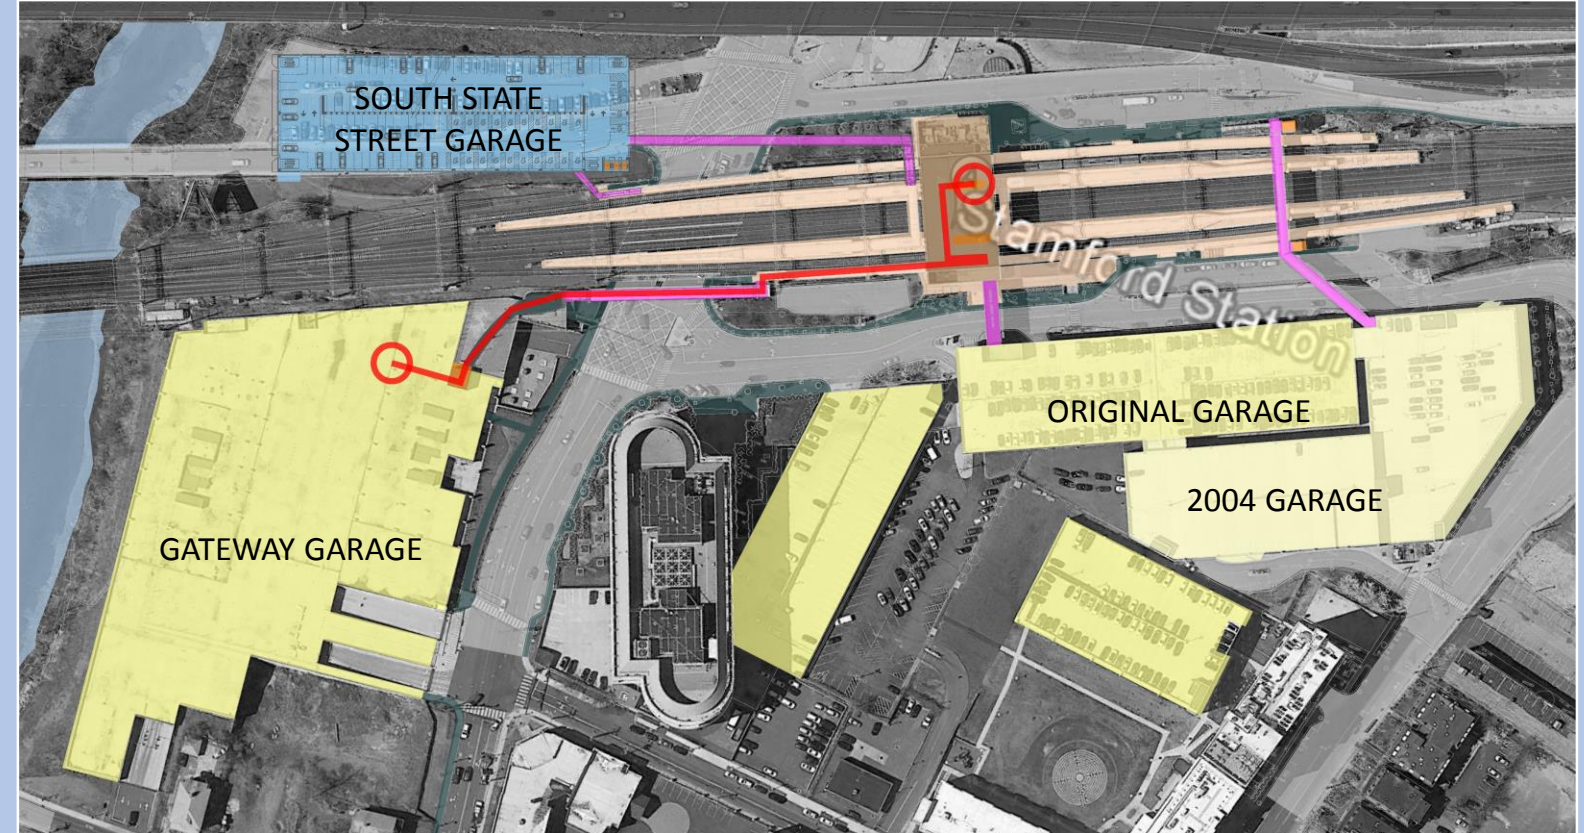 SOUTH STATE
STREET GARAGE
Stamford Station
ORIGINAL GARAGE
2004 GARAGE
GATEWAY GARAGE